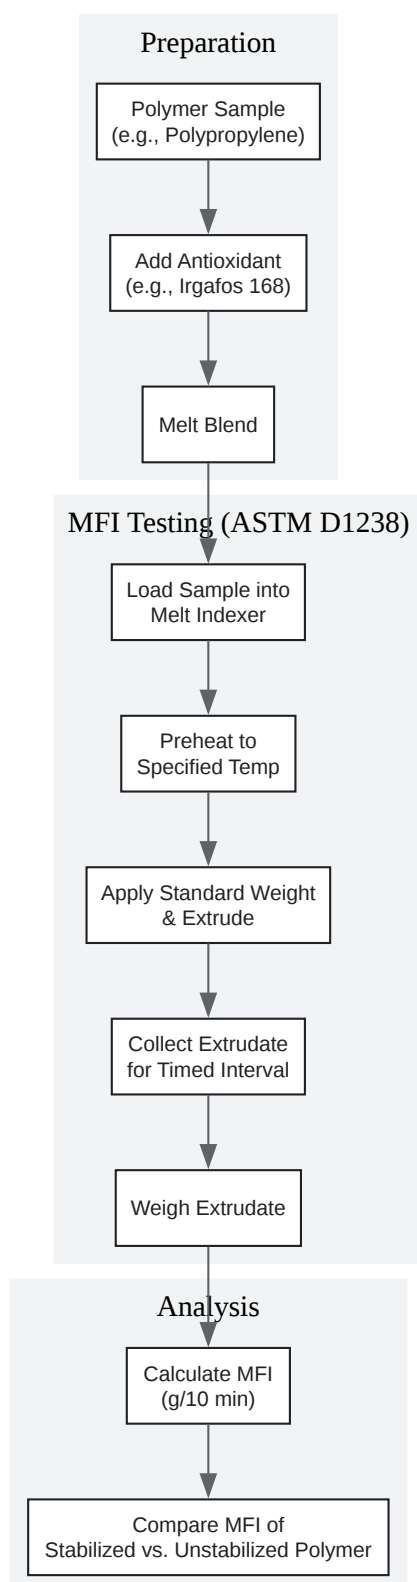 Preparation
Polymer Sample
(e.g., Polypropylene)
Add Antioxidant
(e.g., Irgafos 168)
Melt Blend
MFI Testing (ASTM D1238)
Load Sample into
Melt Indexer
Preheat to
Specified Temp
Apply Standard Weight
& Extrude
Collect Extrudate
for Timed Interval
Weigh Extrudate
Analysis
Calculate MFI
(g/10 min)
Compare MFI of
Stabilized vs. Unstabilized Polymer